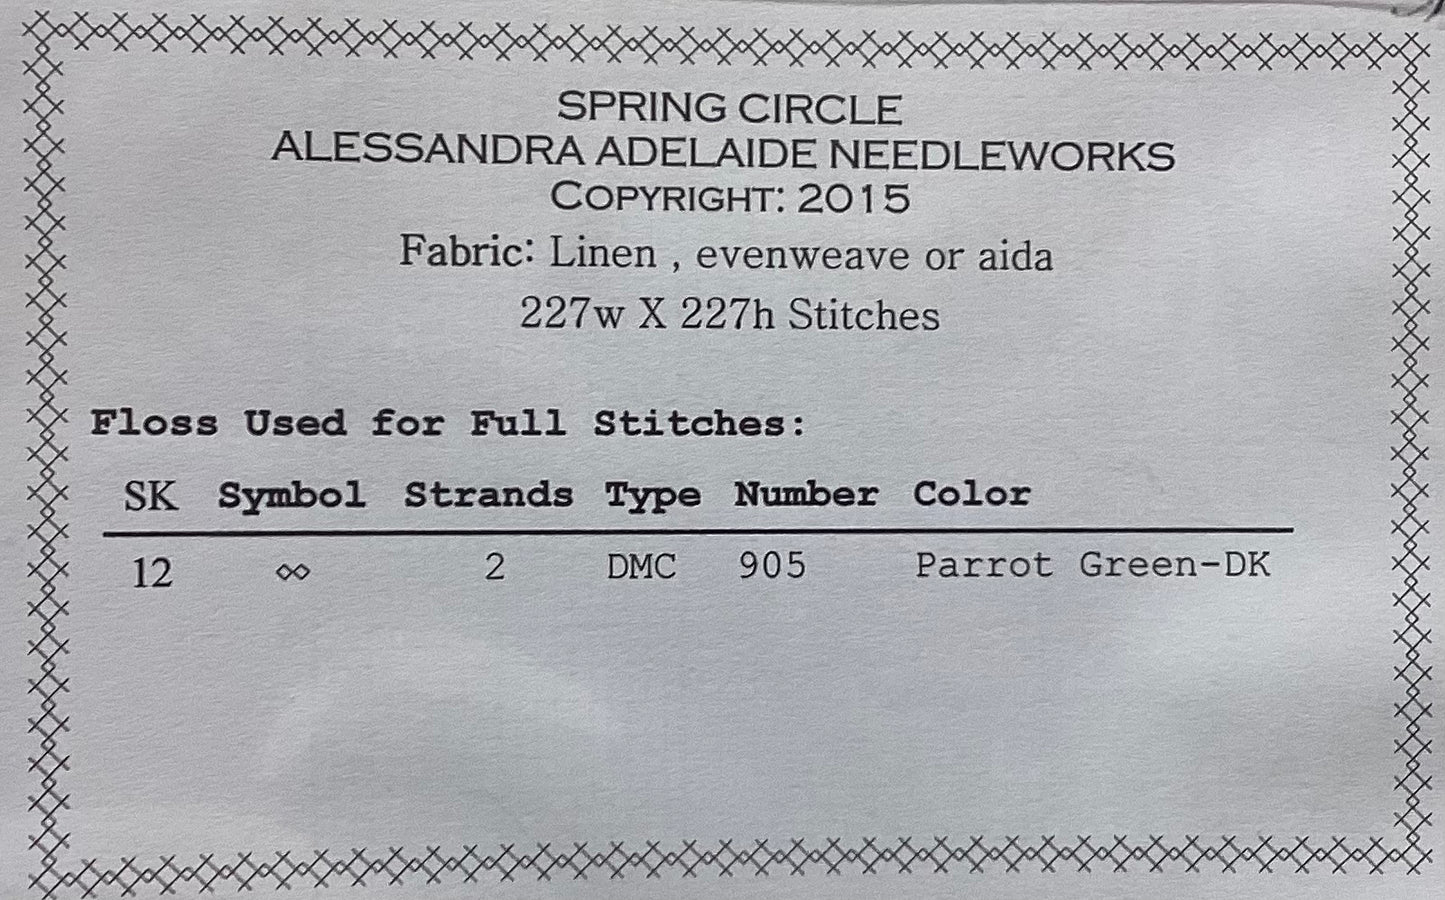 SPRING CIRCLE
ALESSANDRA ADELAIDE NEEDLEWORKS
COPYRIGHT: 2015
Fabric: Linen , evenweave or aida
227w X 227h Stitches
Floss Used for Full Stitches:
SK Symbol Strands Type Number Color
12 ∞ 2 DMC 905 Parrot Green-DK